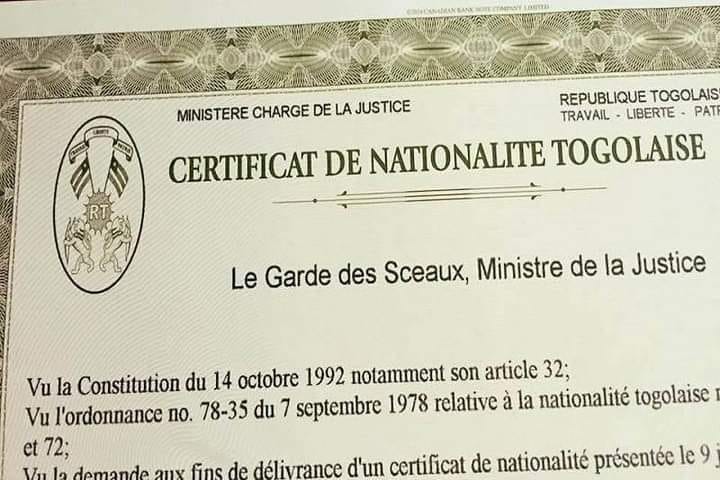 CANADIAN BANK NOTE COMPANY, LIMITED
MINISTERE CHARGE DE LA JUSTICE
REPUBLIQUE TOGOLAIS
TRAVAIL - LIBERTE - PATR
CERTIFICAT DE NATIONALITE TOGOLAISE
RT
Le Garde des Sceaux, Ministre de la Justice
Vu la Constitution du 14 octobre 1992 notamment son article 32;
Vu l'ordonnance no. 78-35 du 7 septembre 1978 relative à la nationalité togolaise
et 72;
Vu la demande aux fins de délivrance d'un certificat de nationalité présentée le 9 j